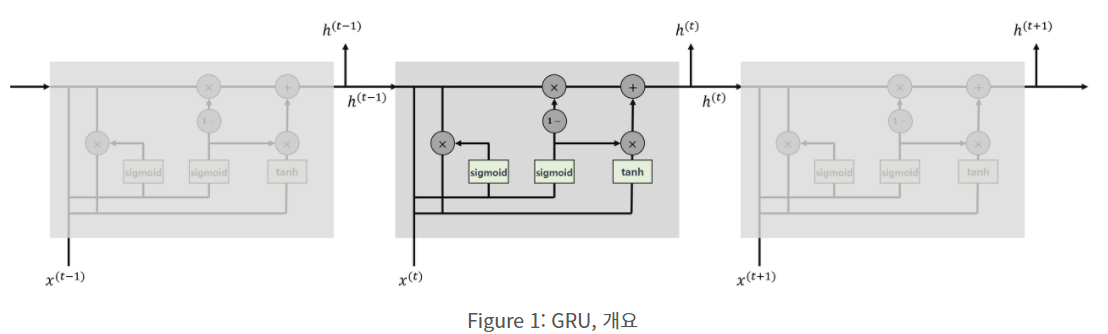 h^(t-1) h^(t) h^(t+1)
× + × + × +
h^(t-1) h^(t)
1 - 1 - 1 -
× × × × × ×
sigmoid sigmoid tanh sigmoid sigmoid tanh sigmoid sigmoid tanh
x^(t-1) x^(t) x^(t+1)
Figure 1: GRU, 개요